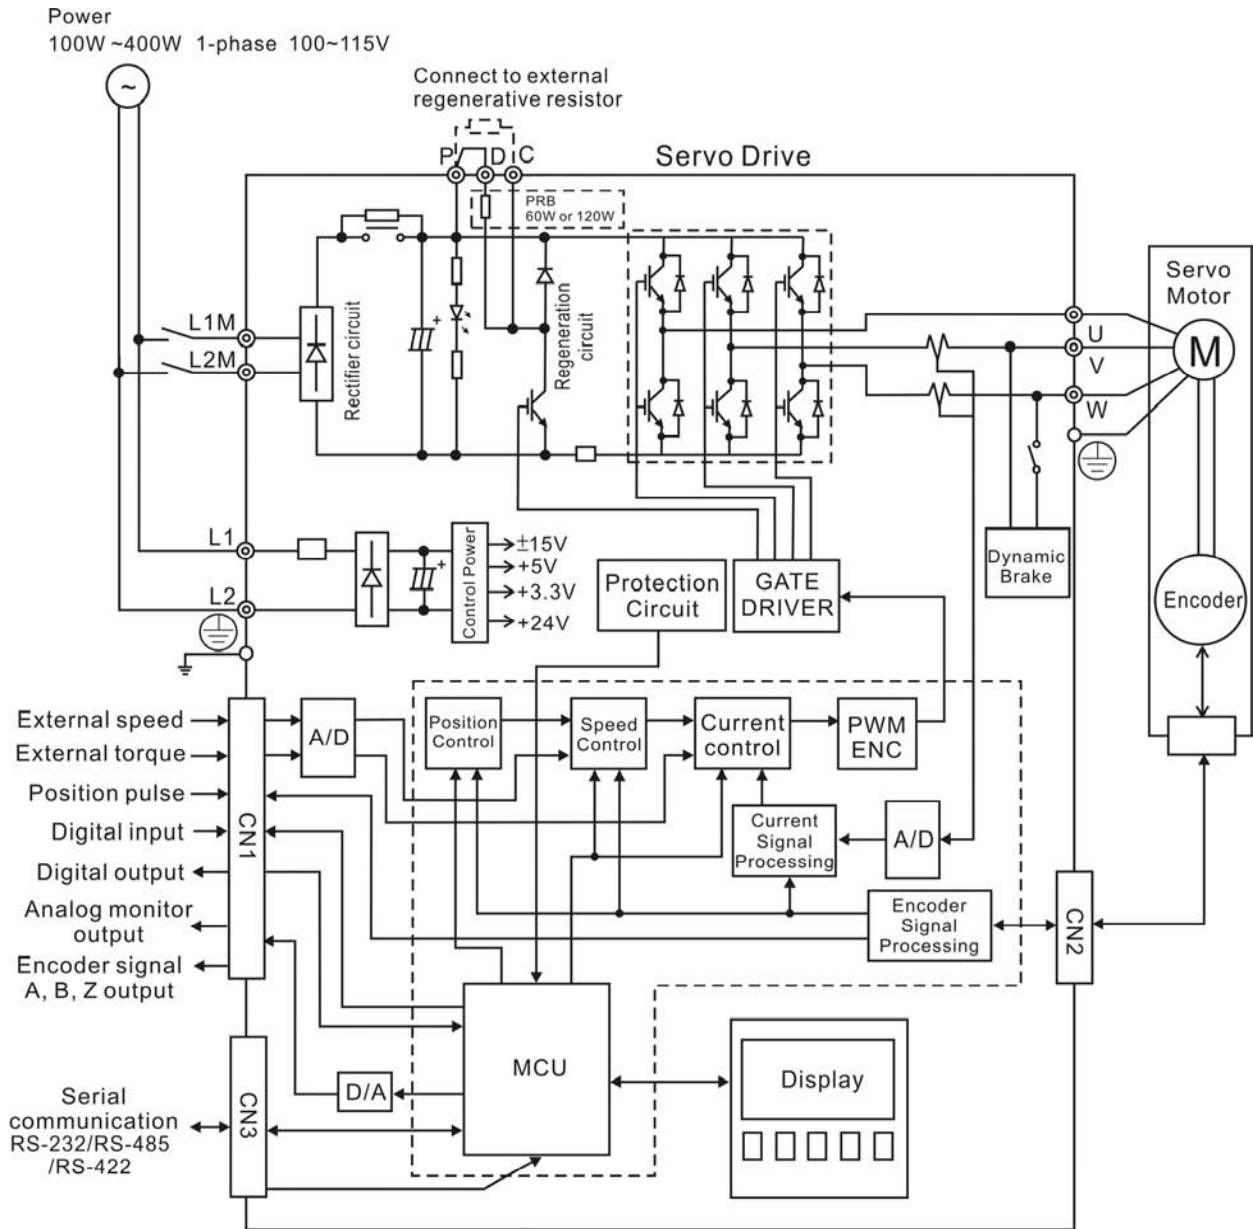 Power
100W ~400W 1-phase 100~115V
~
Connect to external
regenerative resistor
P D C
Servo Drive
PRB
60W or 120W
Servo
Motor
L1M
L2M
+
Rectifier circuit
Regeneration
circuit
U
V
W
M
L1
L2
+
Control Power
±15V
+5V
+3.3V
+24V
Protection
Circuit
GATE
DRIVER
Dynamic
Brake
Encoder
External speed
External torque
Position pulse
Digital input
Digital output
Analog monitor
output
Encoder signal
A, B, Z output
CN1
A/D
Position
Control
Speed
Control
Current
control
PWM
ENC
Current
Signal
Processing
A/D
Encoder
Signal
Processing
CN2
MCU
Display
D/A
CN3
Serial
communication
RS-232/RS-485
/RS-422